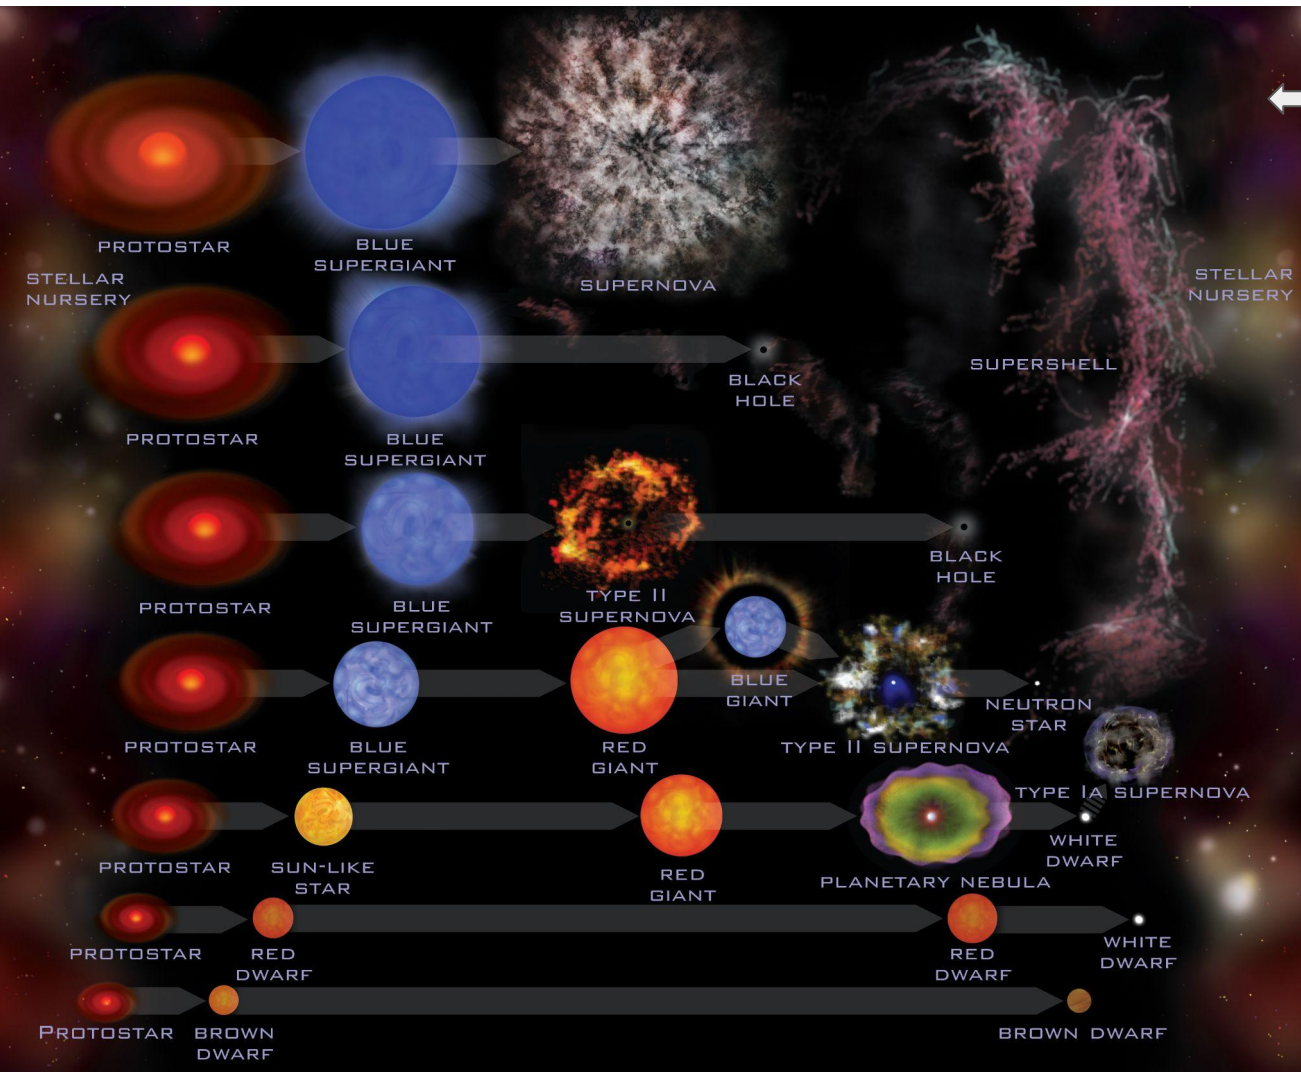 PROTOSTAR
BLUE
SUPERGIANT
SUPERNOVA
STELLAR
NURSERY
STELLAR
NURSERY
SUPERSHELL
PROTOSTAR
BLUE
SUPERGIANT
BLACK
HOLE
PROTOSTAR
BLUE
SUPERGIANT
TYPE II
SUPERNOVA
BLACK
HOLE
PROTOSTAR
BLUE
SUPERGIANT
RED
GIANT
BLUE
GIANT
TYPE II SUPERNOVA
NEUTRON
STAR
TYPE IA SUPERNOVA
PROTOSTAR
SUN-LIKE
STAR
RED
GIANT
PLANETARY NEBULA
WHITE
DWARF
PROTOSTAR
RED
DWARF
RED
DWARF
WHITE
DWARF
PROTOSTAR
BROWN
DWARF
BROWN DWARF